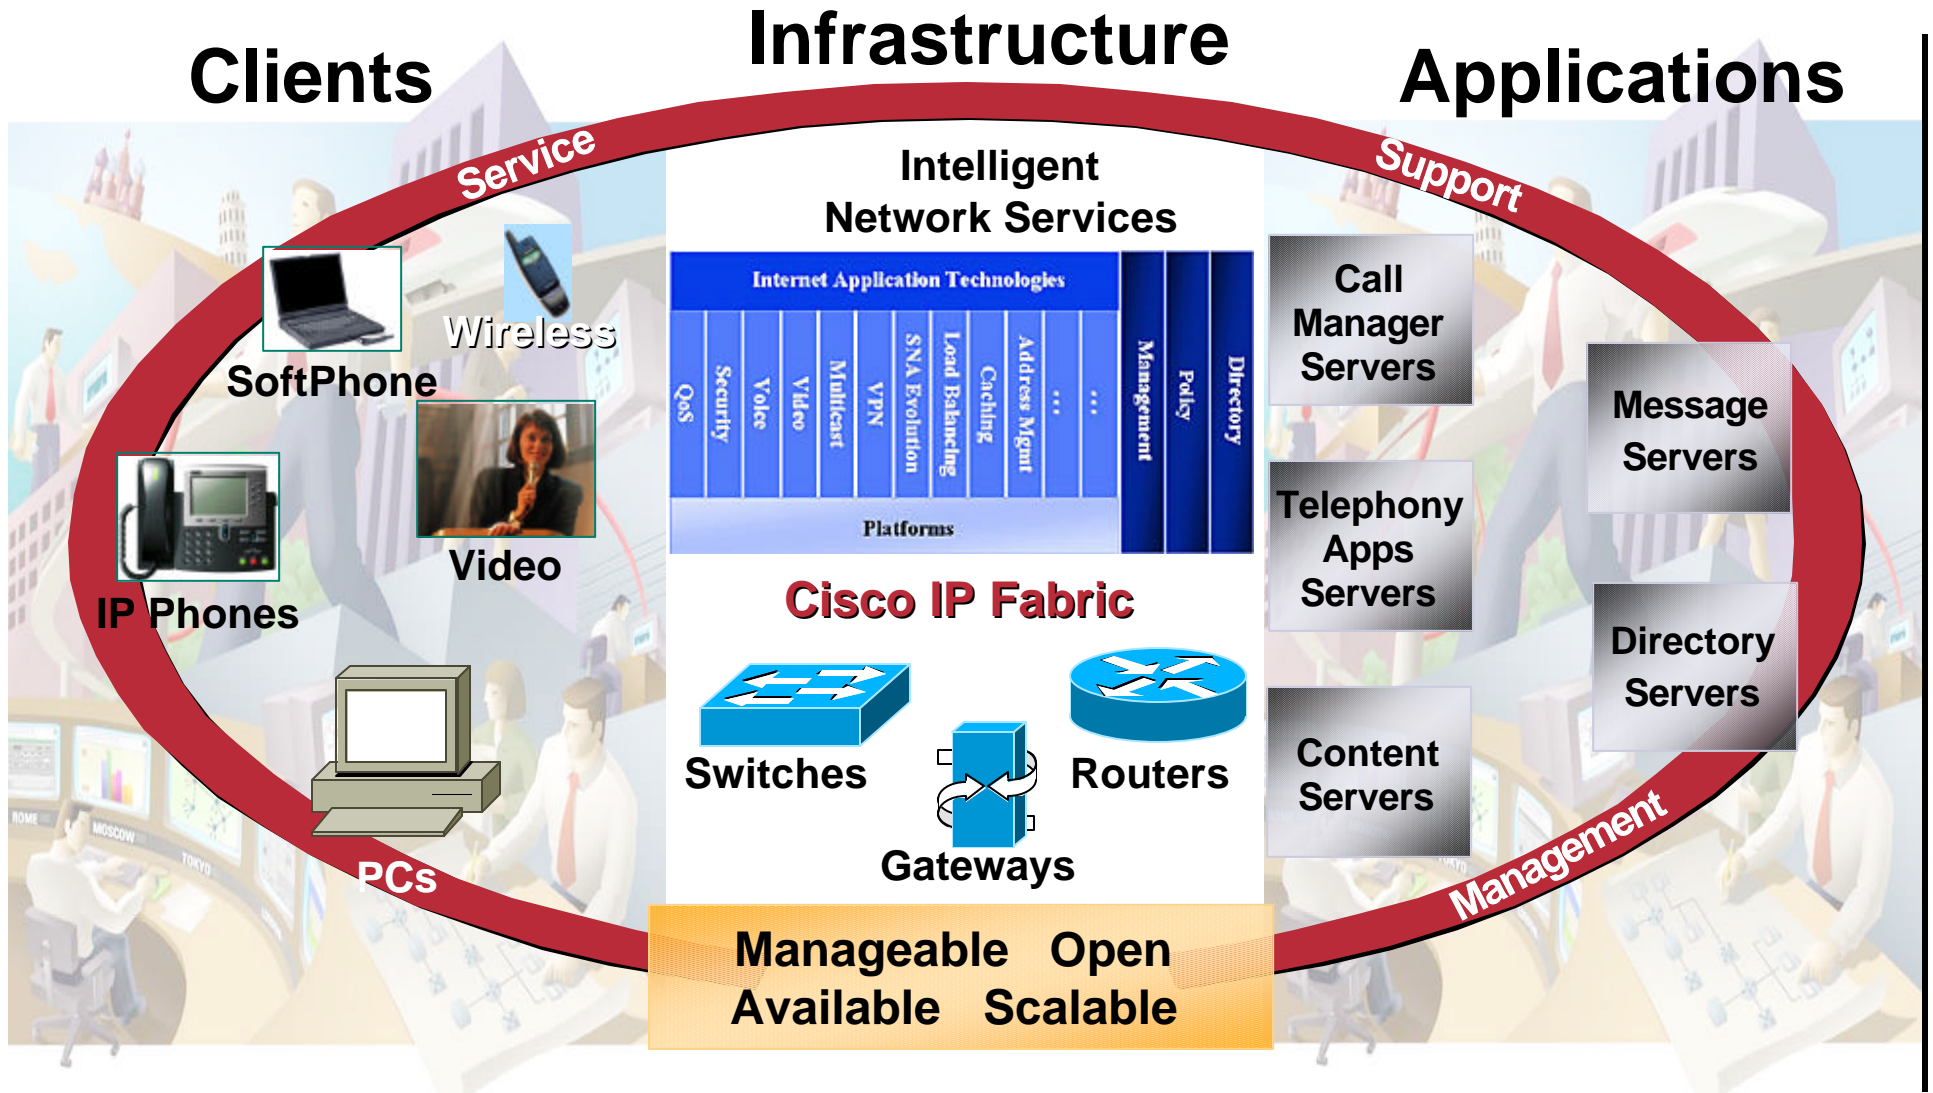 Clients
Infrastructure
Applications
Service
Support
Management
Wireless
SoftPhone
IP Phones
Video
PCs
Intelligent
Network Services
Internet Application Technologies
QoS
Security
Voice
Video
Multicast
VPN
SNA Evolution
Load Balancing
Caching
Address Mgmt
...
...
Management
Policy
Directory
Platforms
Cisco IP Fabric
Switches
Routers
Gateways
Manageable Open
Available Scalable
Call
Manager
Servers
Telephony
Apps
Servers
Content
Servers
Message
Servers
Directory
Servers
ROME
MOSCOW
TOKYO